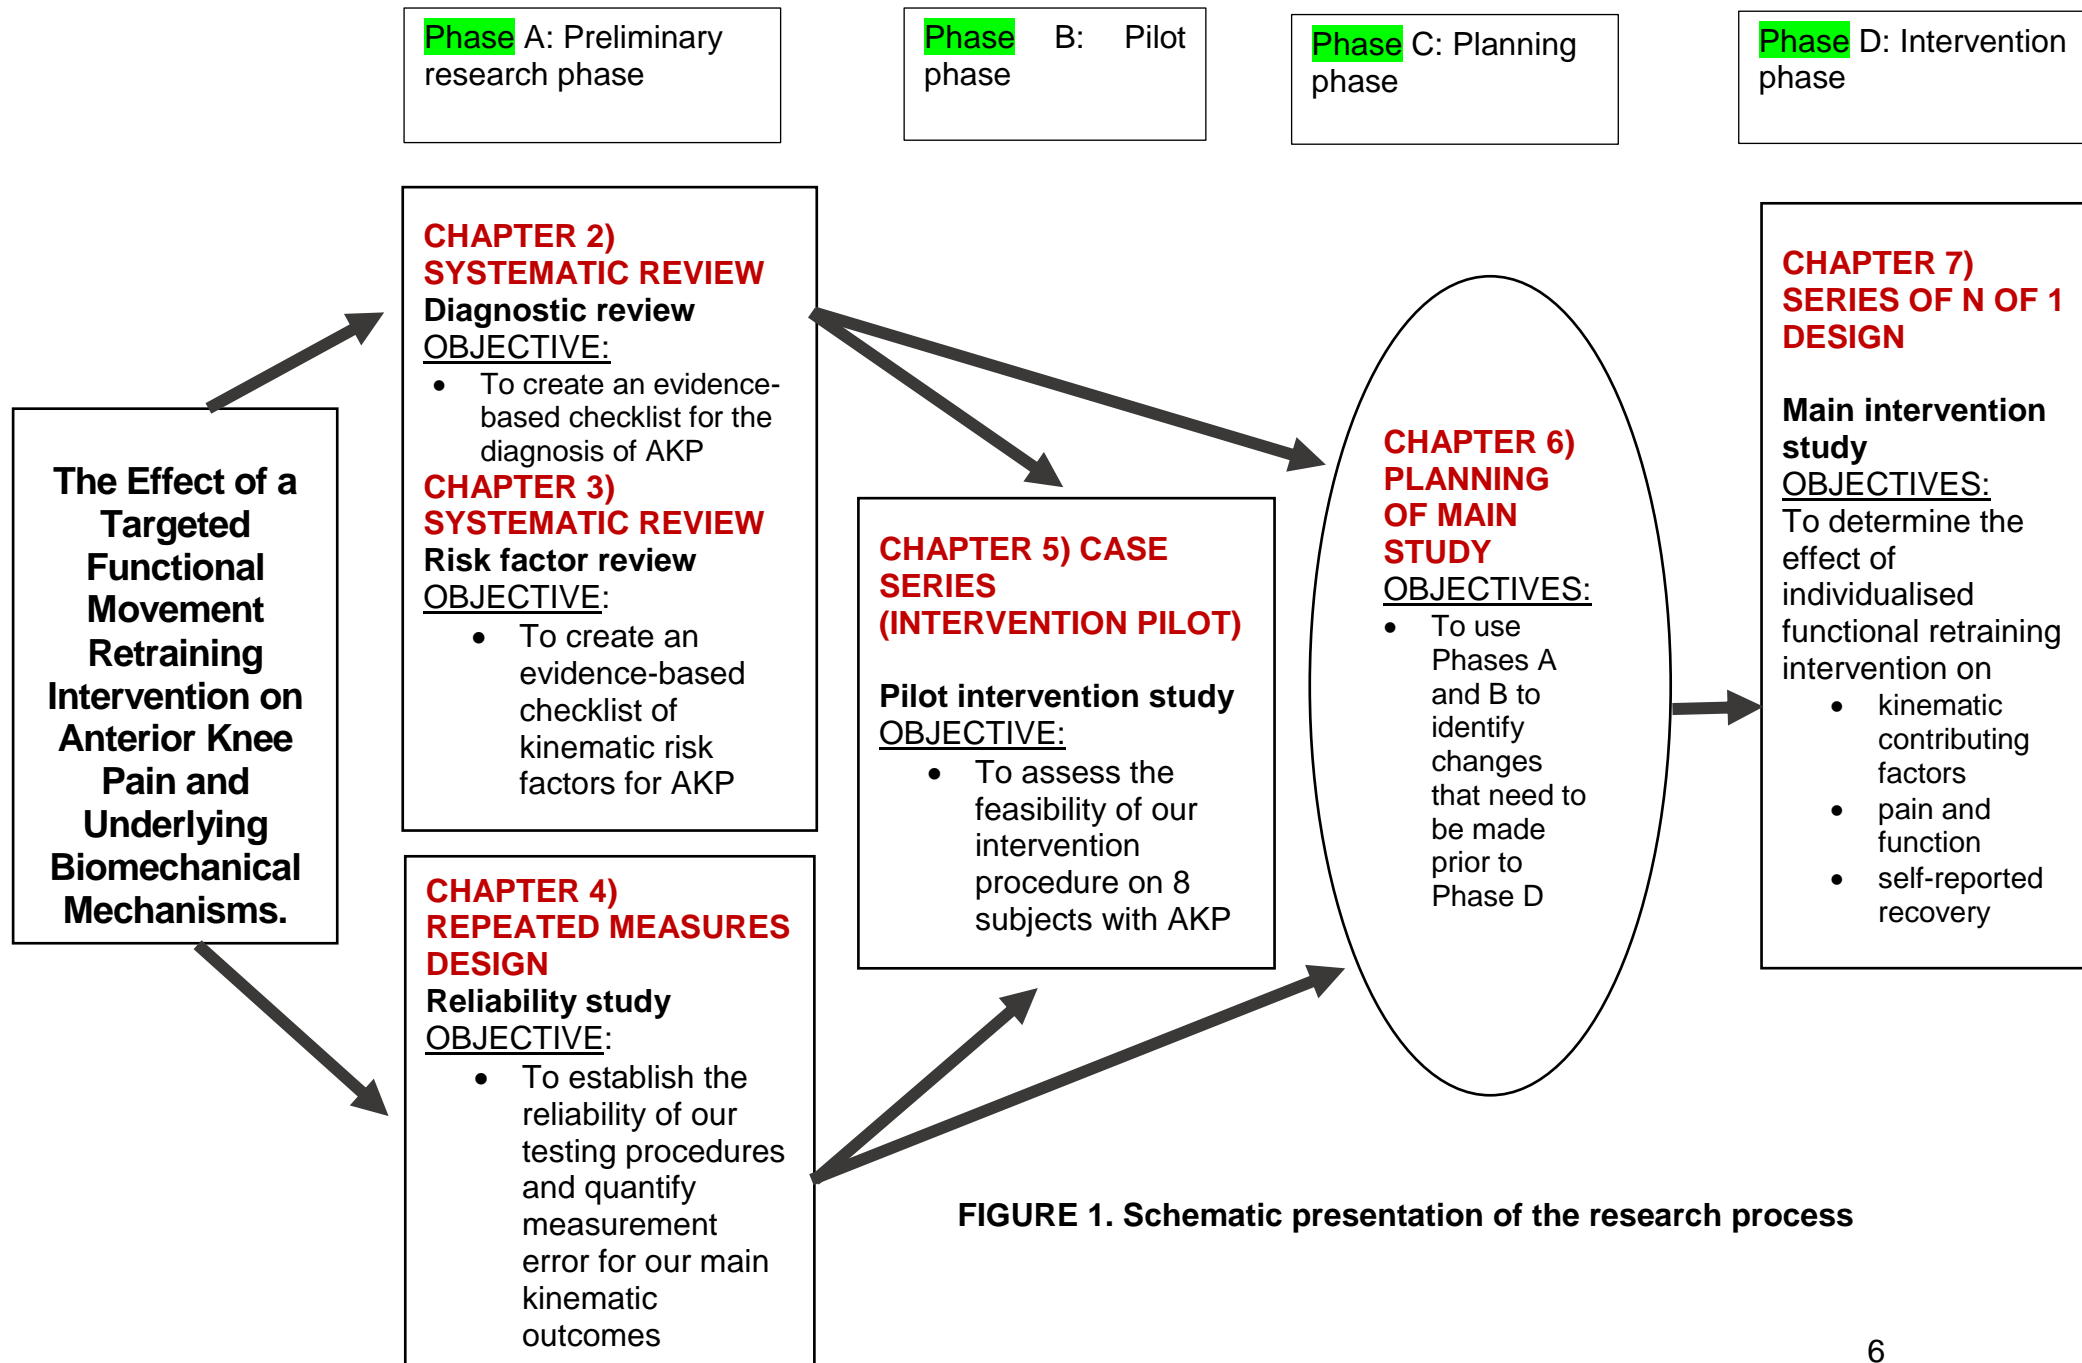 Phase A: Preliminary
research phase
Phase B: Pilot
phase
Phase C: Planning
phase
Phase D: Intervention
phase
The Effect of a
Targeted
Functional
Movement
Retraining
Intervention on
Anterior Knee
Pain and
Underlying
Biomechanical
Mechanisms.
CHAPTER 2)
SYSTEMATIC REVIEW
Diagnostic review
OBJECTIVE:
• To create an evidence-
based checklist for the
diagnosis of AKP
CHAPTER 3)
SYSTEMATIC REVIEW
Risk factor review
OBJECTIVE:
• To create an
evidence-based
checklist of
kinematic risk
factors for AKP
CHAPTER 4)
REPEATED MEASURES
DESIGN
Reliability study
OBJECTIVE:
• To establish the
reliability of our
testing procedures
and quantify
measurement
error for our main
kinematic
outcomes
CHAPTER 5) CASE
SERIES
(INTERVENTION PILOT)
Pilot intervention study
OBJECTIVE:
• To assess the
feasibility of our
intervention
procedure on 8
subjects with AKP
CHAPTER 6)
PLANNING
OF MAIN
STUDY
OBJECTIVES:
• To use
Phases A
and B to
identify
changes
that need to
be made
prior to
Phase D
CHAPTER 7)
SERIES OF N OF 1
DESIGN
Main intervention
study
OBJECTIVES:
To determine the
effect of
individualised
functional retraining
intervention on
• kinematic
contributing
factors
• pain and
function
• self-reported
recovery
FIGURE 1. Schematic presentation of the research process
6